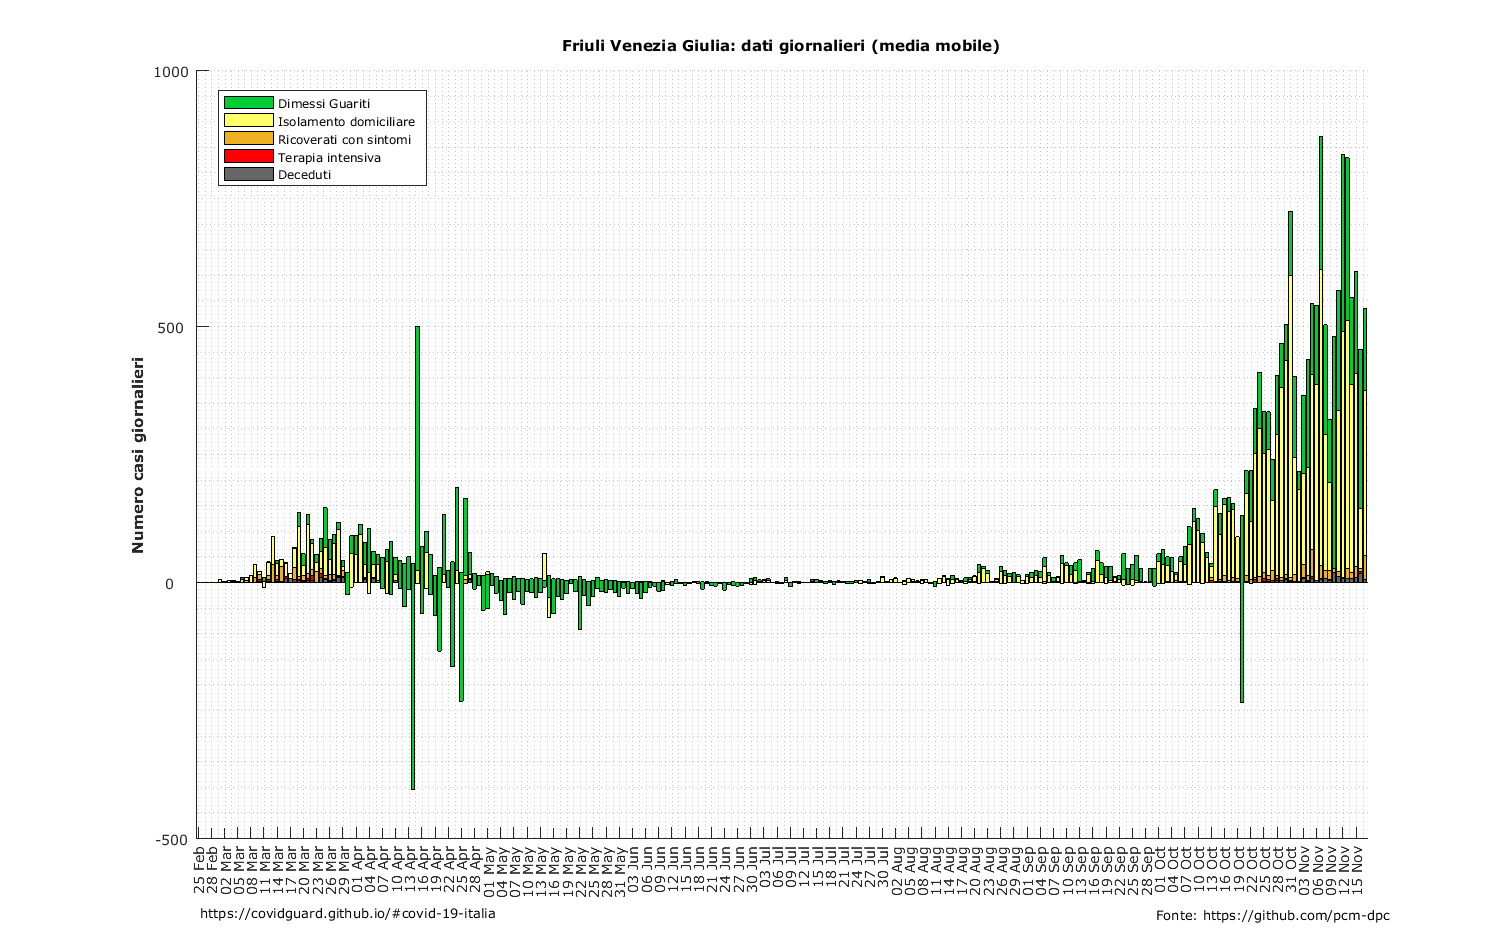 Friuli Venezia Giulia: dati giornalieri (media mobile)
1000
500
0
-500
Numero casi giornalieri
Dimessi Guariti
Isolamento domiciliare
Ricoverati con sintomi
Terapia intensiva
Deceduti
25 Feb
28 Feb
02 Mar
05 Mar
08 Mar
11 Mar
14 Mar
17 Mar
20 Mar
23 Mar
26 Mar
29 Mar
01 Apr
04 Apr
07 Apr
10 Apr
13 Apr
16 Apr
19 Apr
22 Apr
25 Apr
28 Apr
01 May
04 May
07 May
10 May
13 May
16 May
19 May
22 May
25 May
28 May
31 May
03 Jun
06 Jun
09 Jun
12 Jun
15 Jun
18 Jun
21 Jun
24 Jun
27 Jun
30 Jun
03 Jul
06 Jul
09 Jul
12 Jul
15 Jul
18 Jul
21 Jul
24 Jul
27 Jul
30 Jul
02 Aug
05 Aug
08 Aug
11 Aug
14 Aug
17 Aug
20 Aug
23 Aug
26 Aug
29 Aug
01 Sep
04 Sep
07 Sep
10 Sep
13 Sep
16 Sep
19 Sep
22 Sep
25 Sep
28 Sep
01 Oct
04 Oct
07 Oct
10 Oct
13 Oct
16 Oct
19 Oct
22 Oct
25 Oct
28 Oct
31 Oct
03 Nov
06 Nov
09 Nov
12 Nov
15 Nov
https://covidguard.github.io/#covid-19-italia
Fonte: https://github.com/pcm-dpc